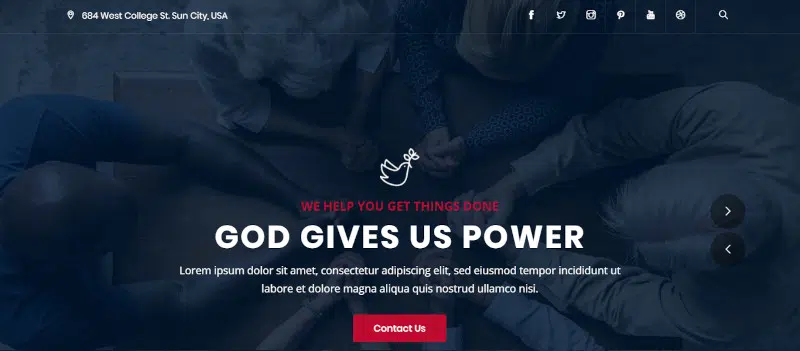 684 West College St. Sun City, USA
WE HELP YOU GET THINGS DONE
GOD GIVES US POWER
Lorem ipsum dolor sit amet, consectetur adipiscing elit, sed eiusmod tempor incididunt ut
labore et dolore magna aliqua quis nostrud ullamco nisi.
Contact Us